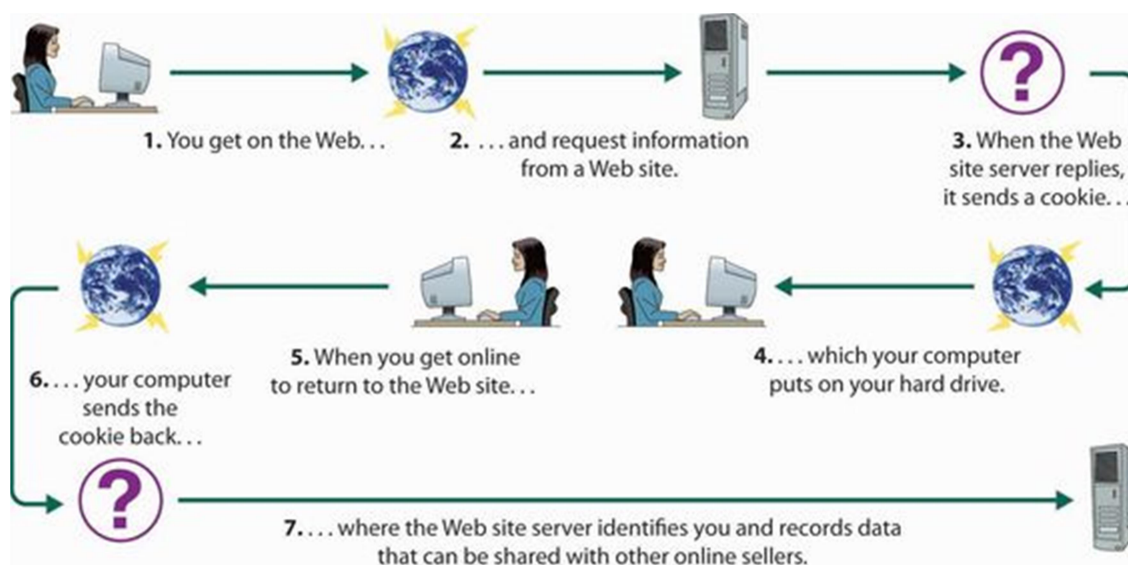 1. You get on the Web...
2. ...and request information
from a Web site.
3. When the Web
site server replies,
it sends a cookie...
4....which your computer
puts on your hard drive.
5. When you get online
to return to the Web site...
6....your computer
sends the
cookie back...
?
?
7....where the Web site server identifies you and records data
that can be shared with other online sellers.